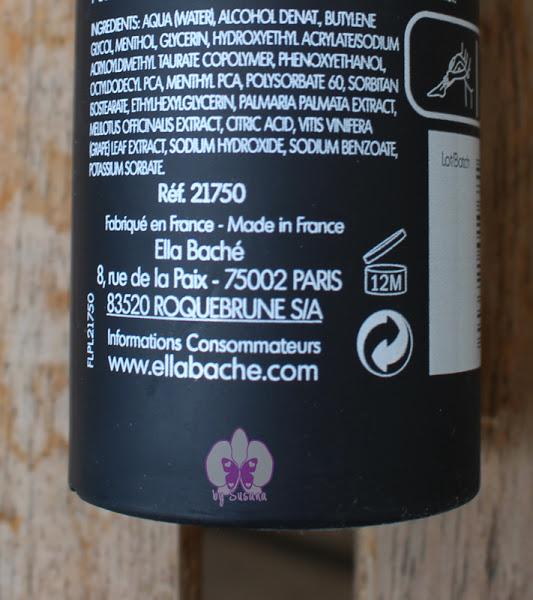 INGREDIENTS: AQUA (WATER), ALCOHOL DENAT., BUTYLENE
GLYCOL, MENTHOL, GLYCERIN, HYDROXYETHYL ACRYLATE/SODIUM
ACRYLOYLDIMETHYL TAURATE COPOLYMER, PHENOXYETHANOL,
OCTYLDODECYL PCA, MENTHYL PCA, POLYSORBATE 60, SORBITAN
ISOSTEARATE, ETHYLHEXYLGLYCERIN, PALMARIA PALMATA EXTRACT,
MELILOTUS OFFICINALIS EXTRACT, CITRIC ACID, VITIS VINIFERA
(GRAPE) LEAF EXTRACT, SODIUM HYDROXIDE, SODIUM BENZOATE,
POTASSIUM SORBATE.
Réf. 21750
Fabriqué en France - Made in France
Ella Baché
8, rue de la Paix - 75002 PARIS
83520 ROQUEBRUNE S/A
Informations Consommateurs
www.ellabache.com
FLPL21750
12M
Lot/Batch
by Susana